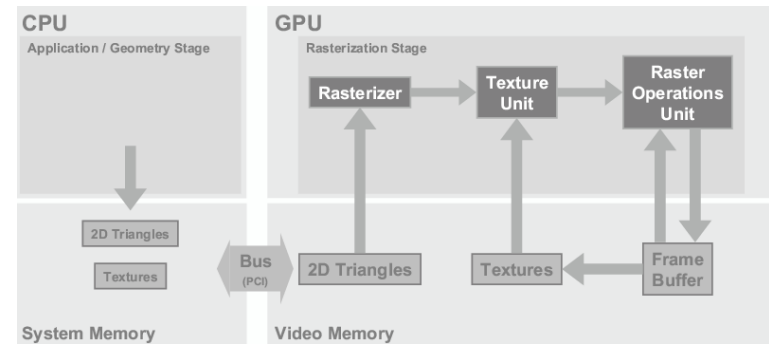 CPU
GPU
Application / Geometry Stage
Rasterization Stage
Rasterizer
Texture
Unit
Raster
Operations
Unit
2D Triangles
Textures
Bus
(PCI)
2D Triangles
Textures
Frame
Buffer
System Memory
Video Memory